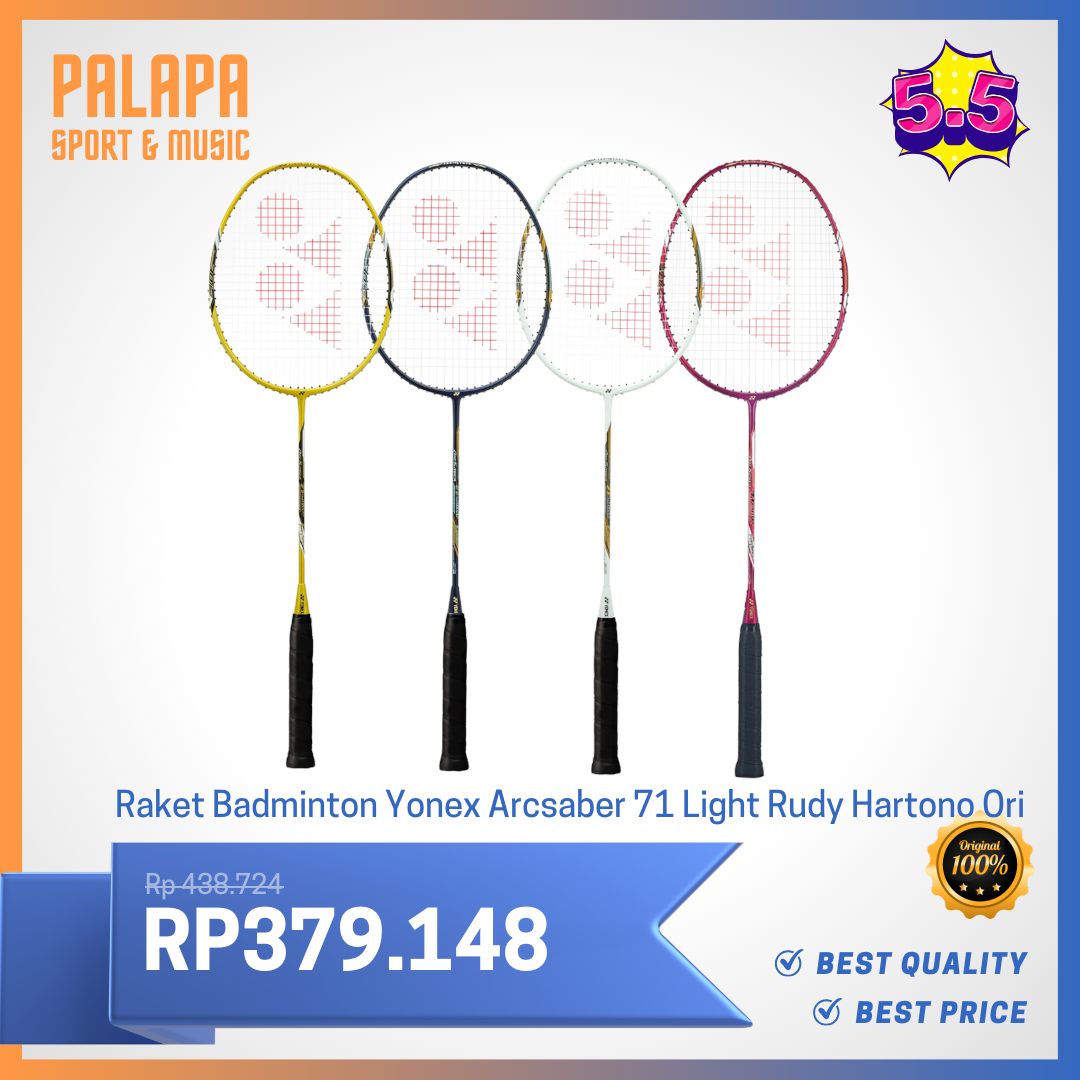 PALAPA
SPORT & MUSIC
5.5
Raket Badminton Yonex Arcsaber 71 Light Rudy Hartono Ori
Original
100%
Rp 438.724
RP379.148
BEST QUALITY
BEST PRICE